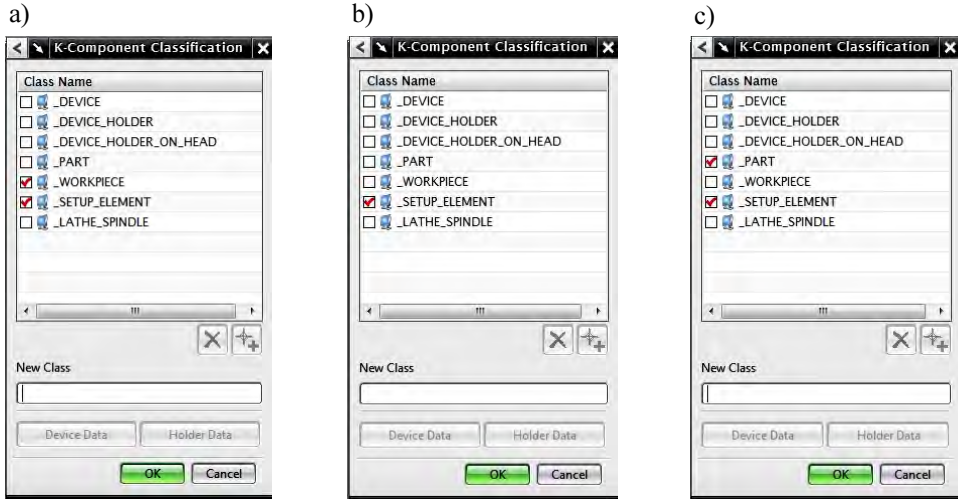 a)
K-Component Classification
Class Name
_DEVICE
_DEVICE_HOLDER
_DEVICE_HOLDER_ON_HEAD
_PART
_WORKPIECE
_SETUP_ELEMENT
_LATHE_SPINDLE
New Class
Device Data Holder Data
OK Cancel
b)
K-Component Classification
Class Name
_DEVICE
_DEVICE_HOLDER
_DEVICE_HOLDER_ON_HEAD
_PART
_WORKPIECE
_SETUP_ELEMENT
_LATHE_SPINDLE
New Class
Device Data Holder Data
OK Cancel
c)
K-Component Classification
Class Name
_DEVICE
_DEVICE_HOLDER
_DEVICE_HOLDER_ON_HEAD
_PART
_WORKPIECE
_SETUP_ELEMENT
_LATHE_SPINDLE
New Class
Device Data Holder Data
OK Cancel